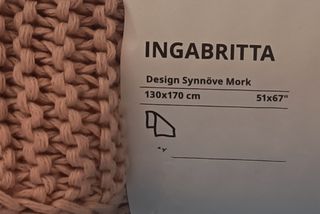 INGABRITTA
Design Synnöve Mork
130x170 cm 51x67"